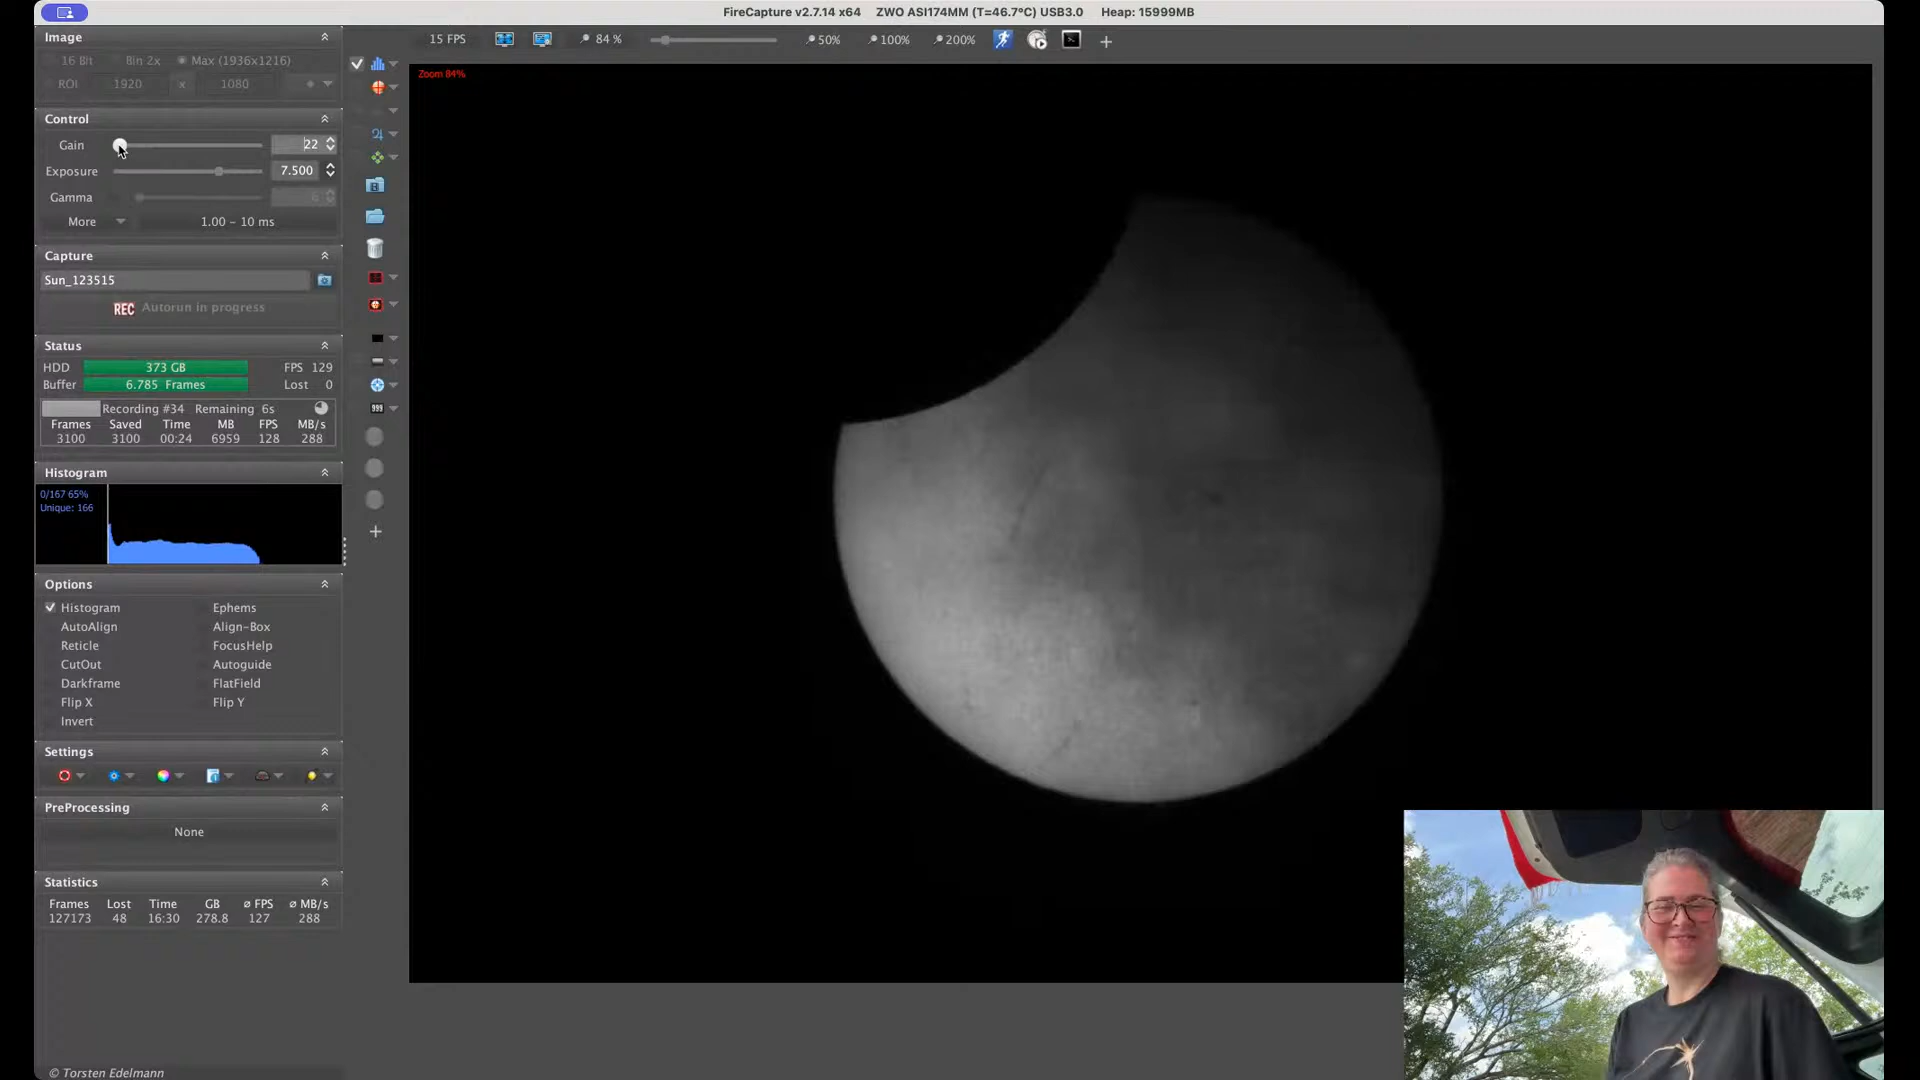 FireCapture v2.7.14 x64 ZWO ASI174MM (T=46.7°C) USB3.0 Heap: 15999MB
Image
15 FPS 84 % 50% 100% 200%
16 Bit Bin 2x Max (1936x1216)
ROI 1920 x 1080
Zoom 84%
Control
Gain 22
Exposure 7.500
Gamma 6
More 1.00 - 10 ms
Capture
Sun_123515
REC Autorun in progress
Status
HDD 373 GB FPS 129
Buffer 6.785 Frames Lost 0
Recording #34 Remaining 6s
Frames Saved Time MB FPS MB/s
3100 3100 00:24 6959 128 288
999
Histogram
0/167 65%
Unique: 166
Options
Histogram Ephems
AutoAlign Align-Box
Reticle FocusHelp
CutOut Autoguide
Darkframe FlatField
Flip X Flip Y
Invert
Settings
PreProcessing
None
Statistics
Frames Lost Time GB ø FPS ø MB/s
127173 48 16:30 278.8 127 288
© Torsten Edelmann